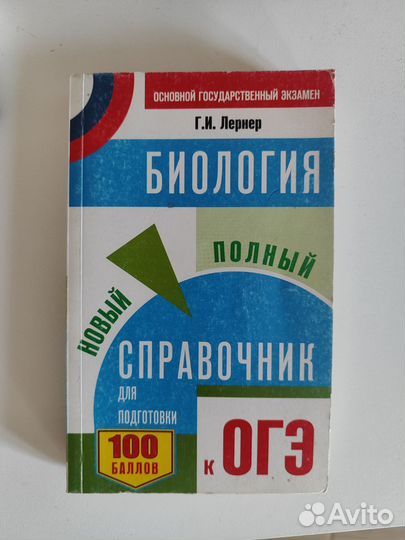 ОСНОВНОЙ ГОСУДАРСТВЕННЫЙ ЭКЗАМЕН
Г.И. Лернер
БИОЛОГИЯ
НОВЫЙ
ПОЛНЫЙ
СПРАВОЧНИК
ДЛЯ
ПОДГОТОВКИ
100
БАЛЛОВ
К ОГЭ
Avito